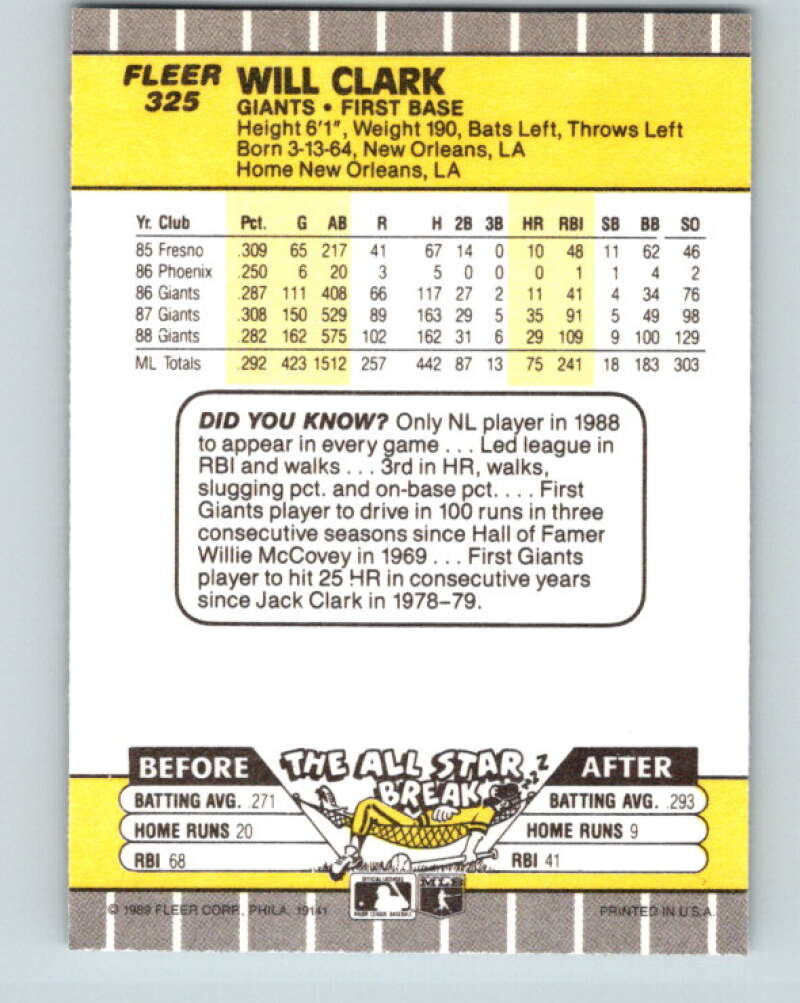 FLEER 325
WILL CLARK
GIANTS • FIRST BASE
Height 6'1", Weight 190, Bats Left, Throws Left
Born 3-13-64, New Orleans, LA
Home New Orleans, LA
Yr. Club Pct. G AB R H 2B 3B HR RBI SB BB SO
85 Fresno .309 65 217 41 67 14 0 10 48 11 62 46
86 Phoenix .250 6 20 3 5 0 0 0 1 1 4 2
86 Giants .287 111 408 66 117 27 2 11 41 4 34 76
87 Giants .308 150 529 89 163 29 5 35 91 5 49 98
88 Giants .282 162 575 102 162 31 6 29 109 9 100 129
ML Totals .292 423 1512 257 442 87 13 75 241 18 183 303
DID YOU KNOW? Only NL player in 1988
to appear in every game . . . Led league in
RBI and walks . . . 3rd in HR, walks,
slugging pct. and on-base pct. . . . First
Giants player to drive in 100 runs in three
consecutive seasons since Hall of Famer
Willie McCovey in 1969 . . . First Giants
player to hit 25 HR in consecutive years
since Jack Clark in 1978–79.
THE ALL STAR BREAK
ZZZ
BEFORE
BATTING AVG. .271
HOME RUNS 20
RBI 68
AFTER
BATTING AVG. .293
HOME RUNS 9
RBI 41
OFFICIAL LICENSEE
MAJOR LEAGUE BASEBALL
MLB
© 1989 FLEER CORP., PHILA. 19141
PRINTED IN U.S.A.